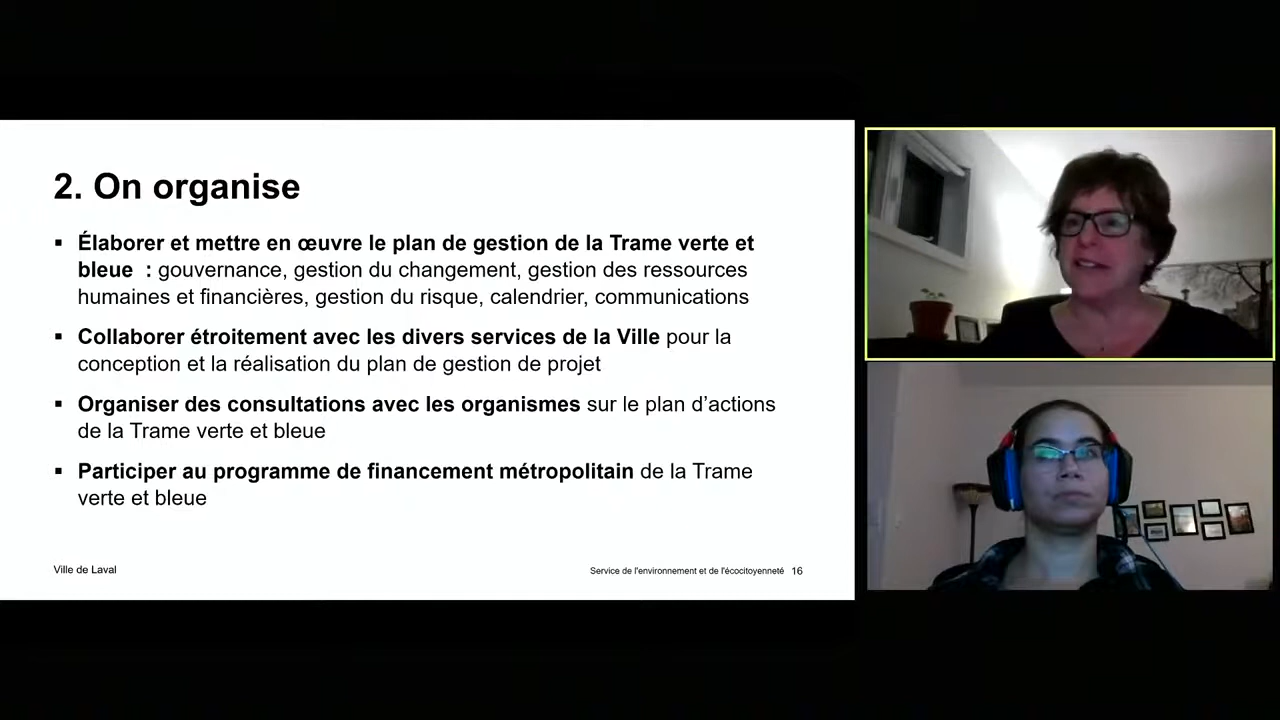 2. On organise
▪ Élaborer et mettre en œuvre le plan de gestion de la Trame verte et
bleue : gouvernance, gestion du changement, gestion des ressources
humaines et financières, gestion du risque, calendrier, communications
▪ Collaborer étroitement avec les divers services de la Ville pour la
conception et la réalisation du plan de gestion de projet
▪ Organiser des consultations avec les organismes sur le plan d’actions
de la Trame verte et bleue
▪ Participer au programme de financement métropolitain de la Trame
verte et bleue
Ville de Laval
Service de l'environnement et de l'écocitoyenneté 16